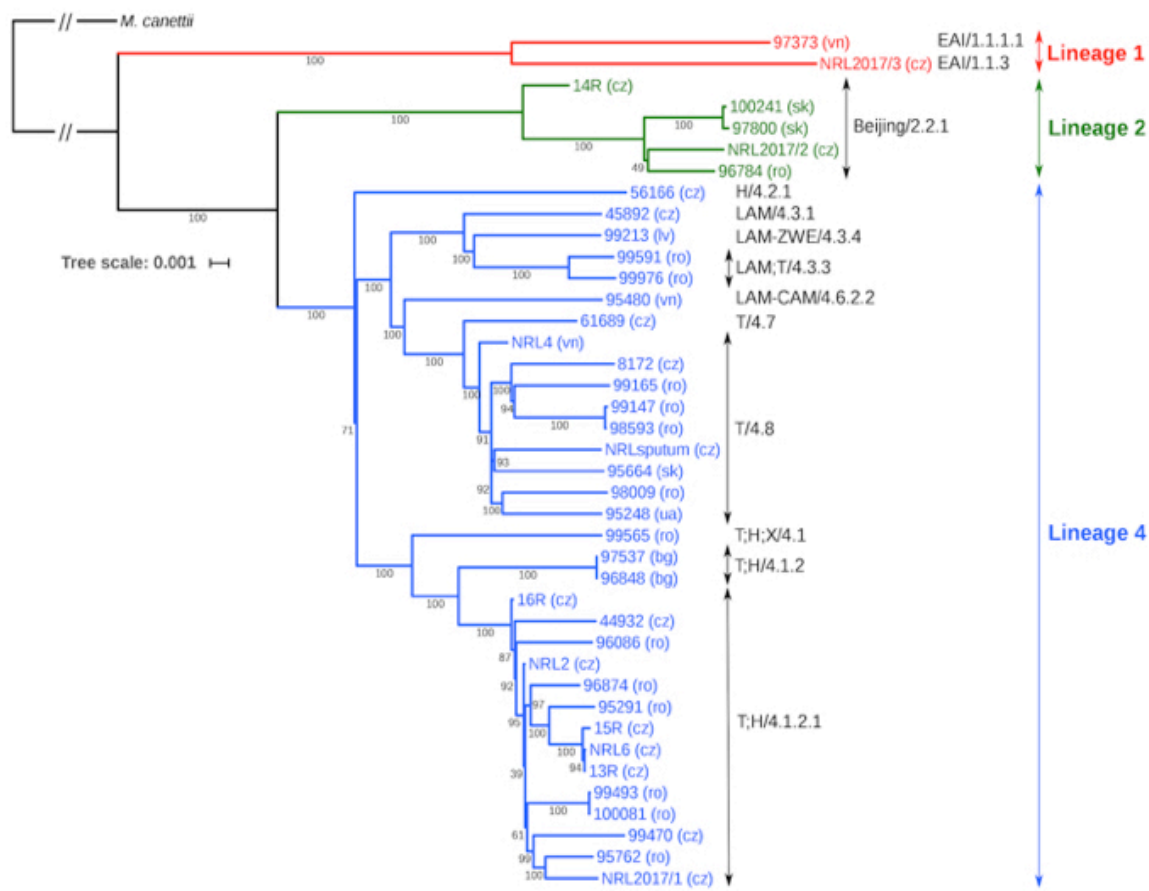 // M. canettii
97373 (vn) EAI/1.1.1.1
Lineage 1
100 NRL2017/3 (cz) EAI/1.1.3
14R (cz)
100241 (sk)
100 100 97800 (sk) Beijing/2.2.1 Lineage 2
//
100 NRL2017/2 (cz)
49 96784 (ro)
56166 (cz) H/4.2.1
100 45892 (cz) LAM/4.3.1
100 99213 (lv) LAM-ZWE/4.3.4
100 99591 (ro)
Tree scale: 0.001 LAM;T/4.3.3
100 99976 (ro)
100 95480 (vn) LAM-CAM/4.6.2.2
100 61689 (cz) T/4.7
100 NRL4 (vn)
100 8172 (cz)
100 99165 (ro)
100 94 99147 (ro)
71 100 98593 (ro) T/4.8
91 NRLsputum (cz)
93 95664 (sk)
92 98009 (ro)
100 95248 (ua)
99565 (ro) T;H;X/4.1
Lineage 4
97537 (bg)
T;H/4.1.2
100 100 96848 (bg)
100 16R (cz)
44932 (cz)
100 96086 (ro)
87 NRL2 (cz)
92 96874 (ro)
97 95291 (ro)
95 15R (cz) T;H/4.1.2.1
100 100 NRL6 (cz)
39 94 13R (cz)
99493 (ro)
100 100081 (ro)
61 99470 (cz)
99 95762 (ro)
100 NRL2017/1 (cz)